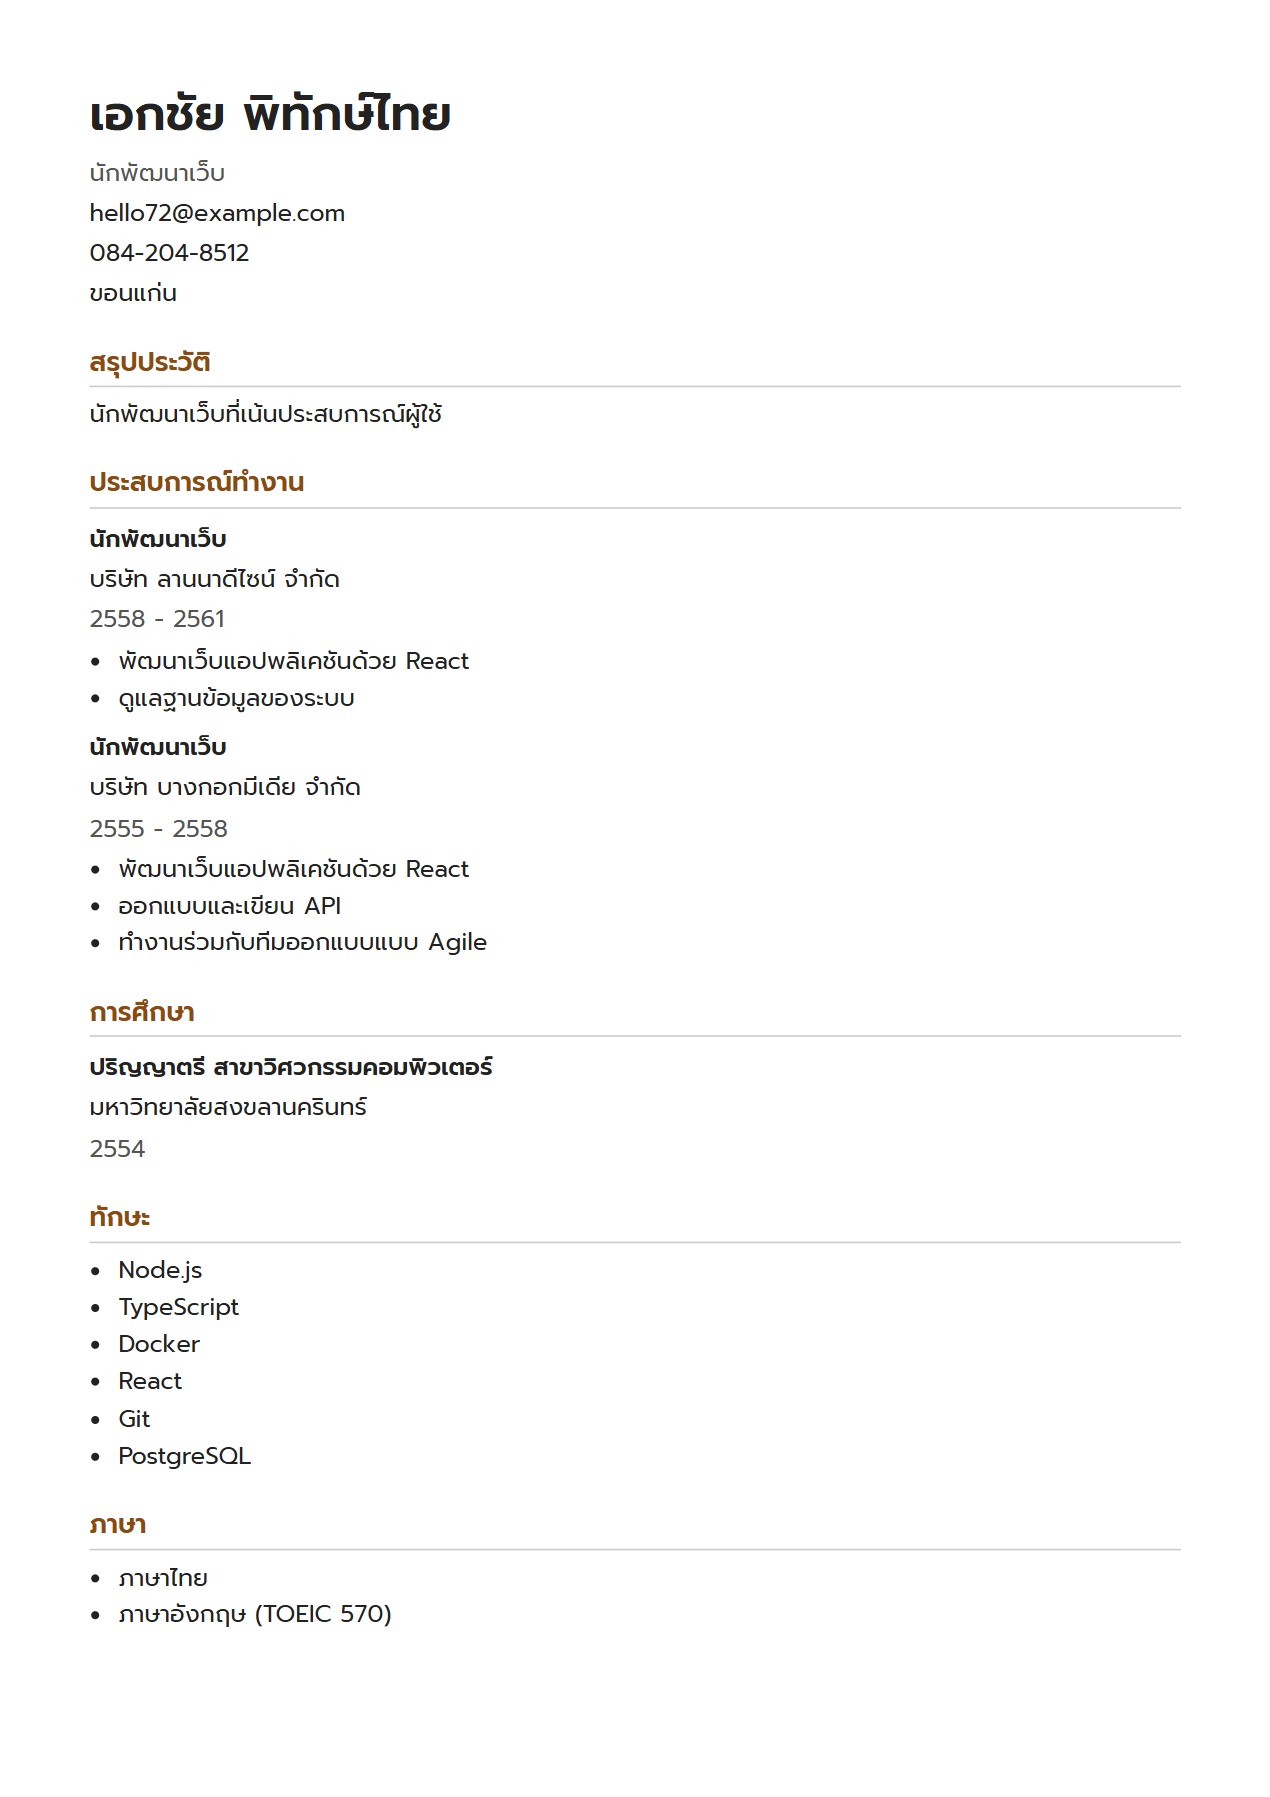 เอกชัย พิทักษ์ไทย
นักพัฒนาเว็บ
hello72@example.com
084-204-8512
ขอนแก่น
สรุปประวัติ
นักพัฒนาเว็บที่เน้นประสบการณ์ผู้ใช้
ประสบการณ์ทำงาน
นักพัฒนาเว็บ
บริษัท ลานนาดีไซน์ จำกัด
2558 - 2561
• พัฒนาเว็บแอปพลิเคชันด้วย React
• ดูแลฐานข้อมูลของระบบ
นักพัฒนาเว็บ
บริษัท บางกอกมีเดีย จำกัด
2555 - 2558
• พัฒนาเว็บแอปพลิเคชันด้วย React
• ออกแบบและเขียน API
• ทำงานร่วมกับทีมออกแบบแบบ Agile
การศึกษา
ปริญญาตรี สาขาวิศวกรรมคอมพิวเตอร์
มหาวิทยาลัยสงขลานครินทร์
2554
ทักษะ
• Node.js
• TypeScript
• Docker
• React
• Git
• PostgreSQL
ภาษา
• ภาษาไทย
• ภาษาอังกฤษ (TOEIC 570)